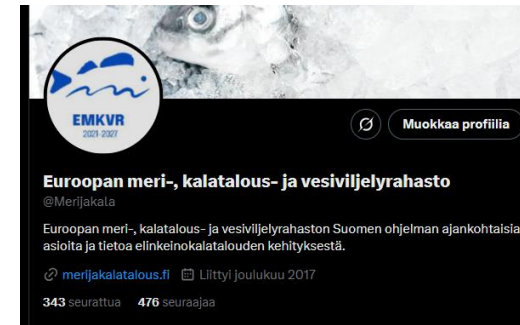 EMKVR
2021-2027
Muokkaa profiilia
Euroopan meri-, kalatalous- ja vesiviljelyrahasto
@Merijakala
Euroopan meri-, kalatalous- ja vesiviljelyrahaston Suomen ohjelman ajankohtaisia
asioita ja tietoa elinkeinokalatalouden kehityksestä.
merijakalatalous.fi Liittyi joulukuu 2017
343 seurattua 476 seuraajaa